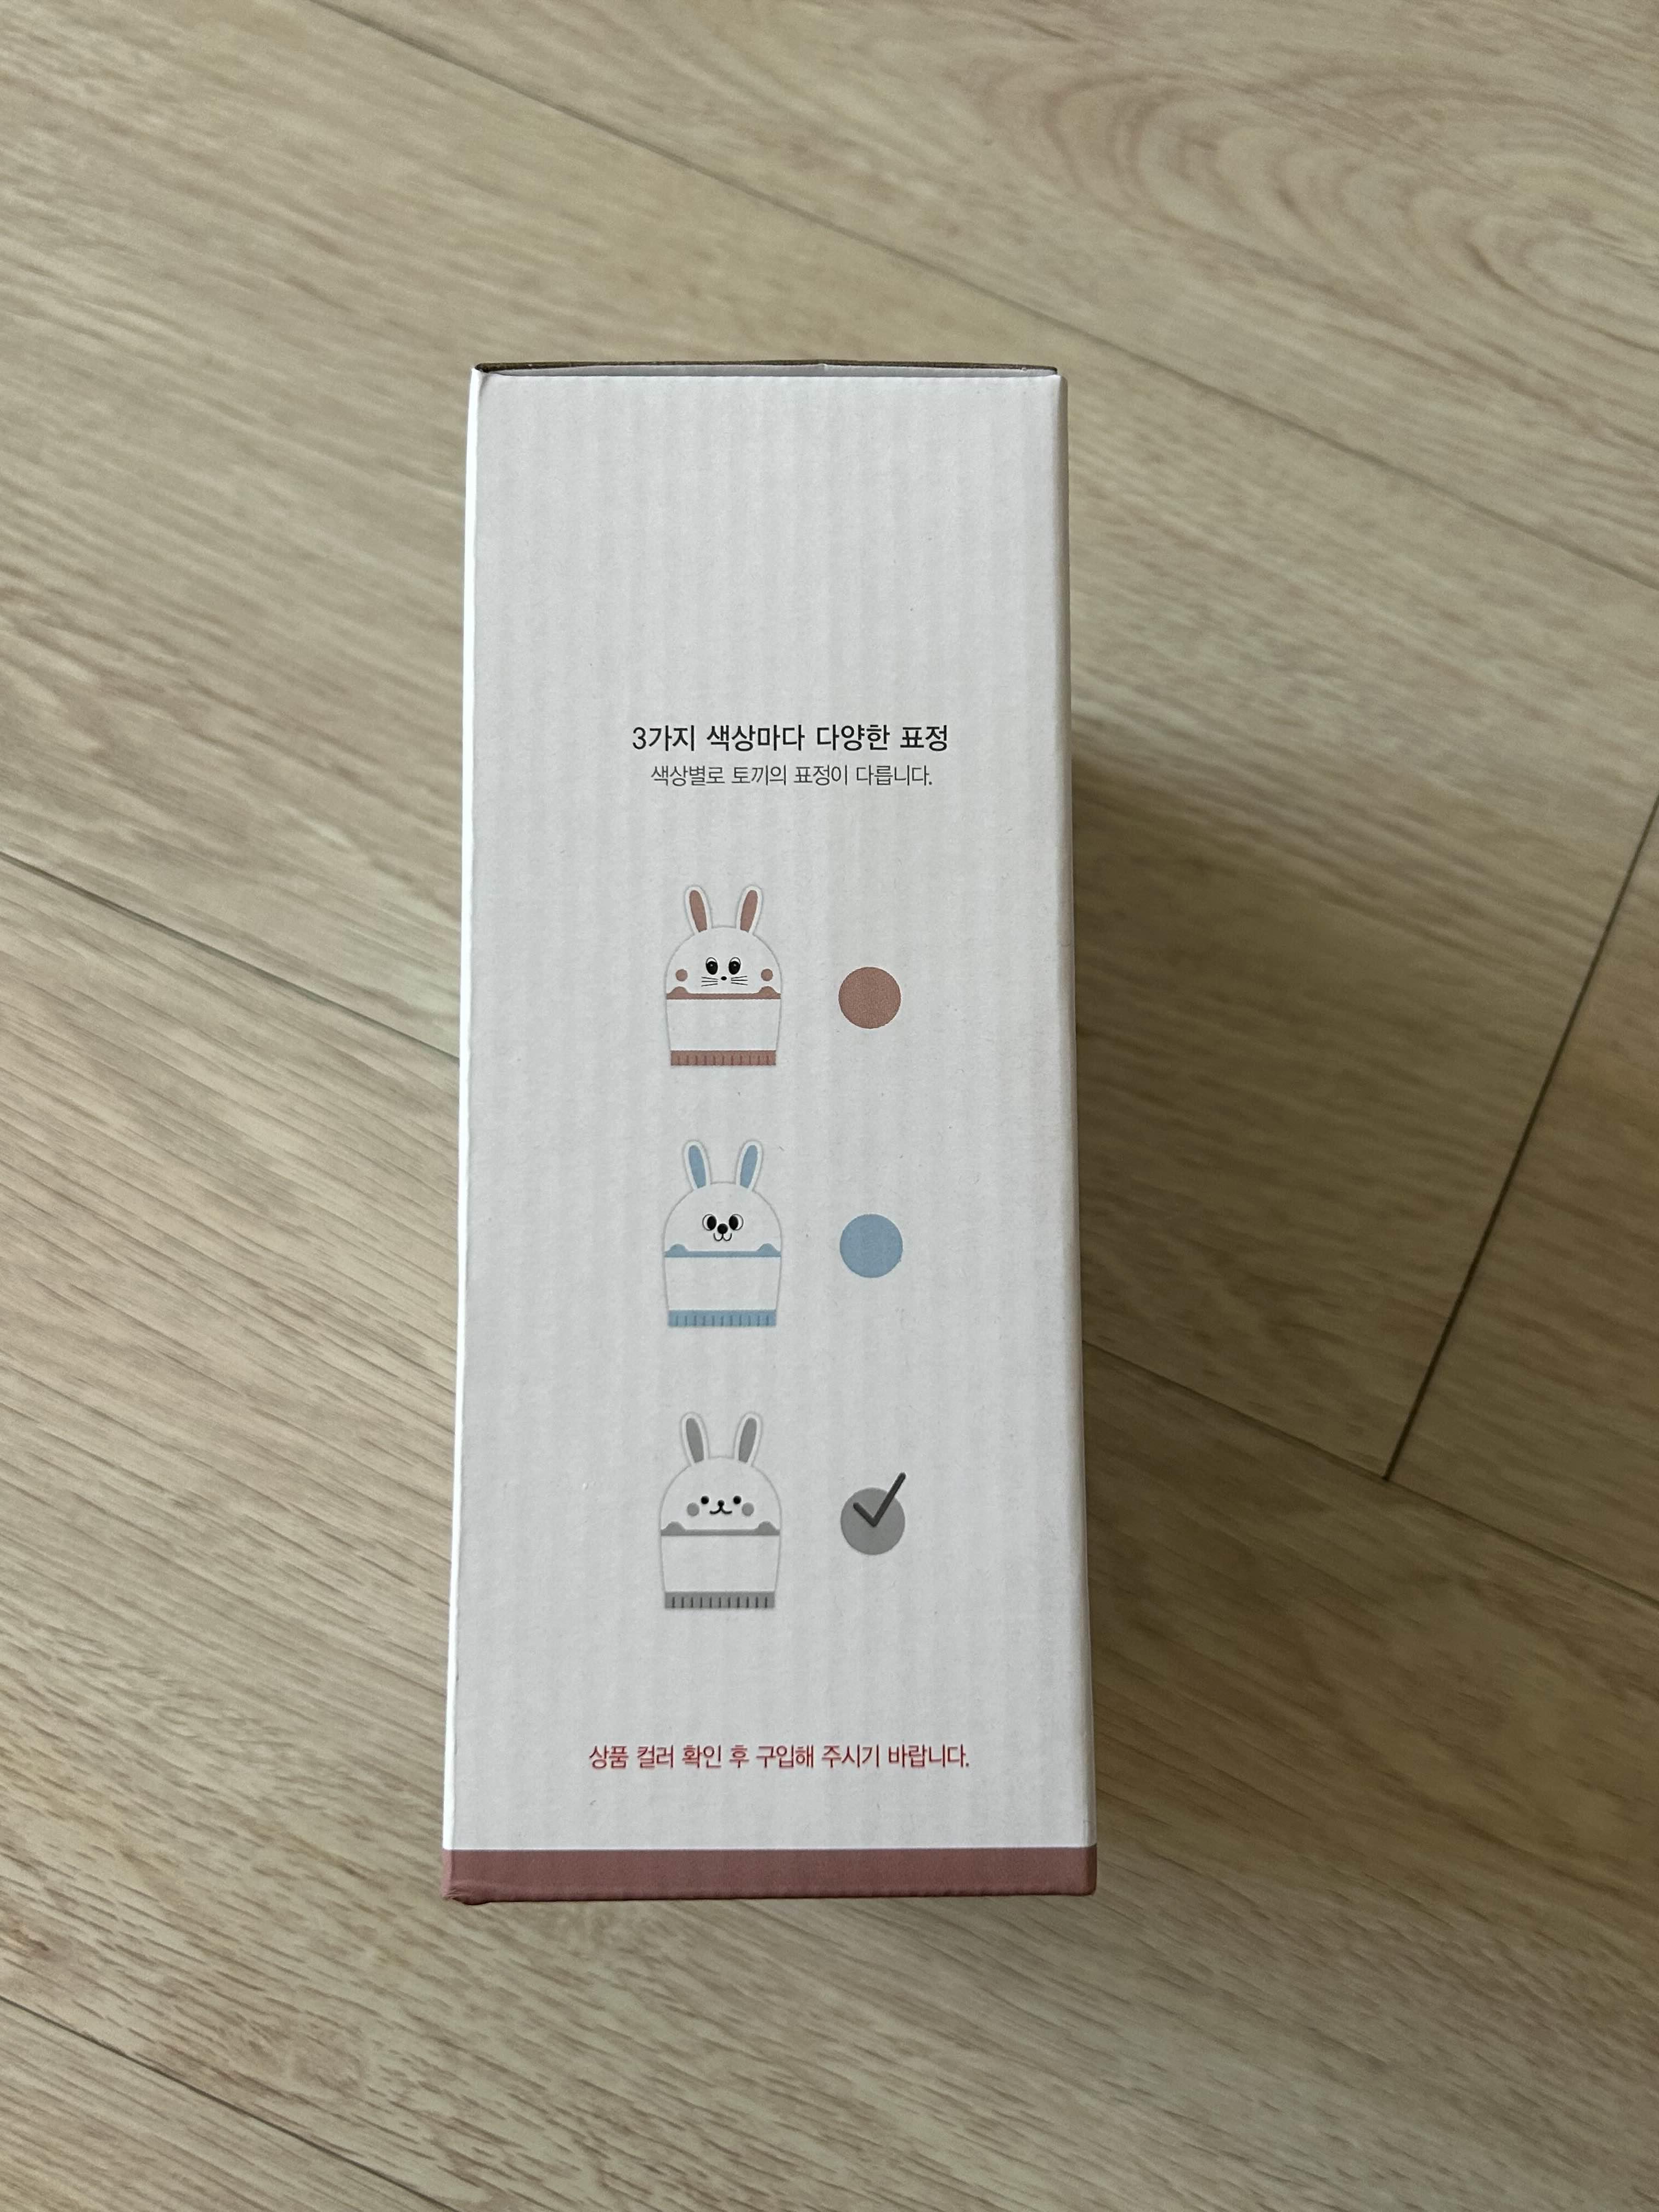 3가지 색상마다 다양한 표정
색상별로 토끼의 표정이 다릅니다.
상품 컬러 확인 후 구입해 주시기 바랍니다.